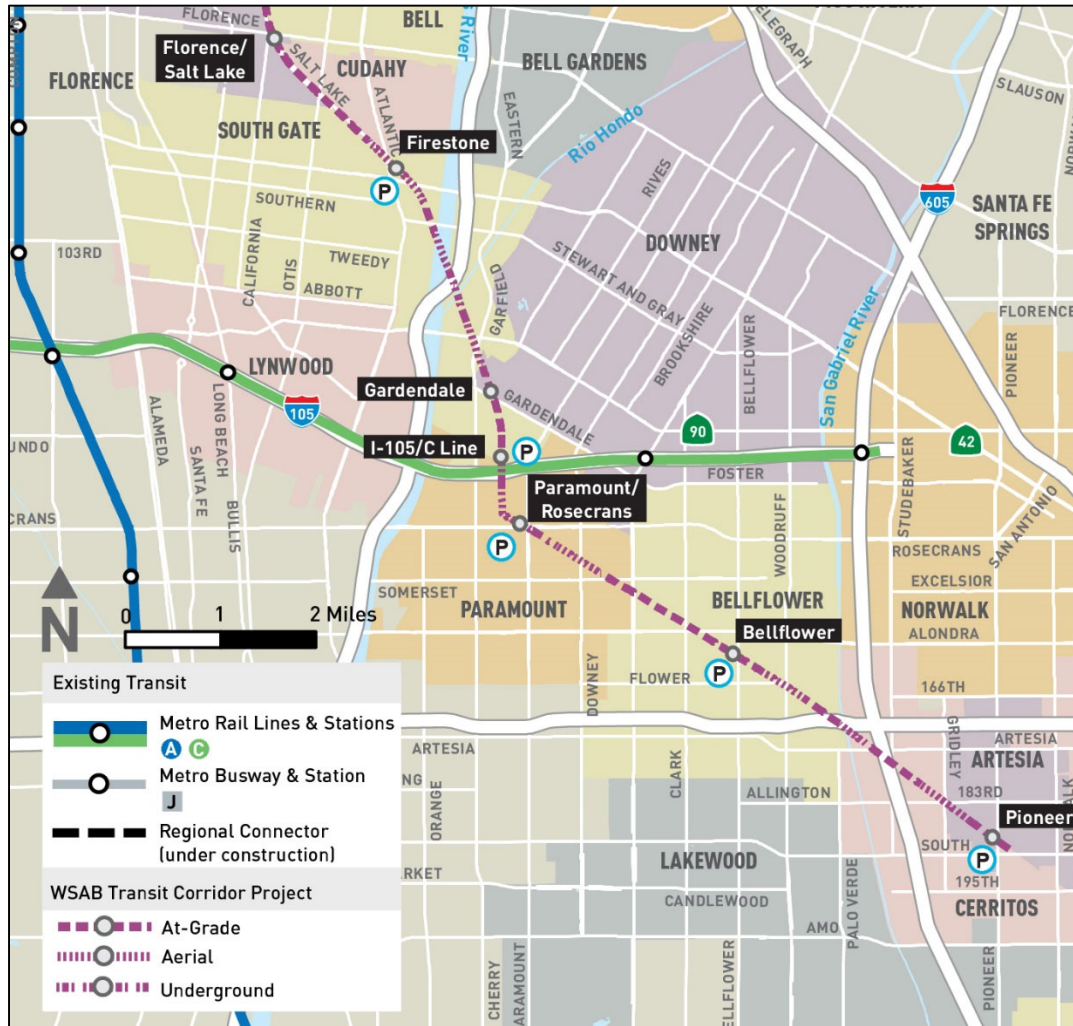 FLORENCE
BELL
s River
TELEGRAPH
Florence/
Salt Lake
SALT LAKE
CUDAHY
BELL GARDENS
FLORENCE
ATLANTIC
EASTERN
Rio Hondo
SLAUSON
SOUTH GATE
Firestone
P
RIVES
605
SANTA FE
SPRINGS
SOUTHERN
DOWNEY
103RD
CALIFORNIA
OTIS
TWEEDY
ABBOTT
STEWART AND GRAY
GARFIELD
BROOKSHIRE
BELLFLOWER
San Gabriel River
FLORENCE
PIONEER
LYNWOOD
Gardendale
GARDENDALE
105
ALAMEDA
LONG BEACH
I-105/C Line
P
90
42
UNDO
SANTA FE
BULLIS
FOSTER
Paramount/
Rosecrans
STUDEBAKER
SAN ANTONIO
CRANS
P
WOODRUFF
ROSECRANS
EXCELSIOR
N
0 1 2 Miles
SOMERSET
PARAMOUNT
BELLFLOWER
NORWALK
Bellflower
ALONDRA
P
DOWNEY
FLOWER
166TH
Existing Transit
Metro Rail Lines & Stations
A C
Metro Busway & Station
J
Regional Connector
(under construction)
WSAB Transit Corridor Project
At-Grade
Aerial
Underground
ARTESIA
GRIDLEY
ARTESIA
ARTESIA
NG
ORANGE
CLARK
ALLINGTON
183RD
Pioneer
SOUTH
P
LAKEWOOD
195TH
ARKET
CANDLEWOOD
PALO VERDE
CERRITOS
AMO
CHERRY
ARAMOUNT
ELLFLOWER
PIONEER